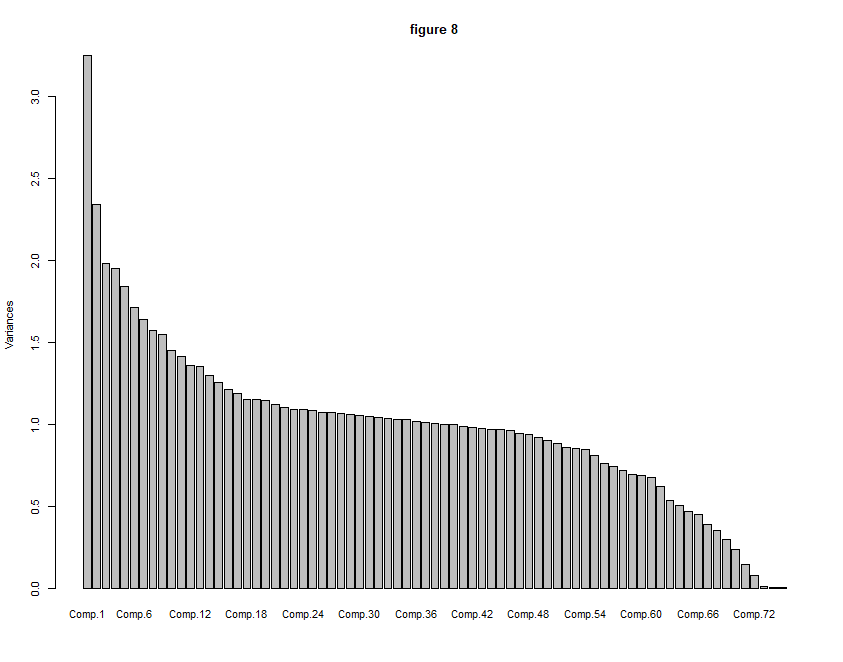 figure 8
3.0
2.5
2.0
1.5
1.0
0.5
0.0
Variances
Comp.1 Comp.6 Comp.12 Comp.18 Comp.24 Comp.30 Comp.36 Comp.42 Comp.48 Comp.54 Comp.60 Comp.66 Comp.72